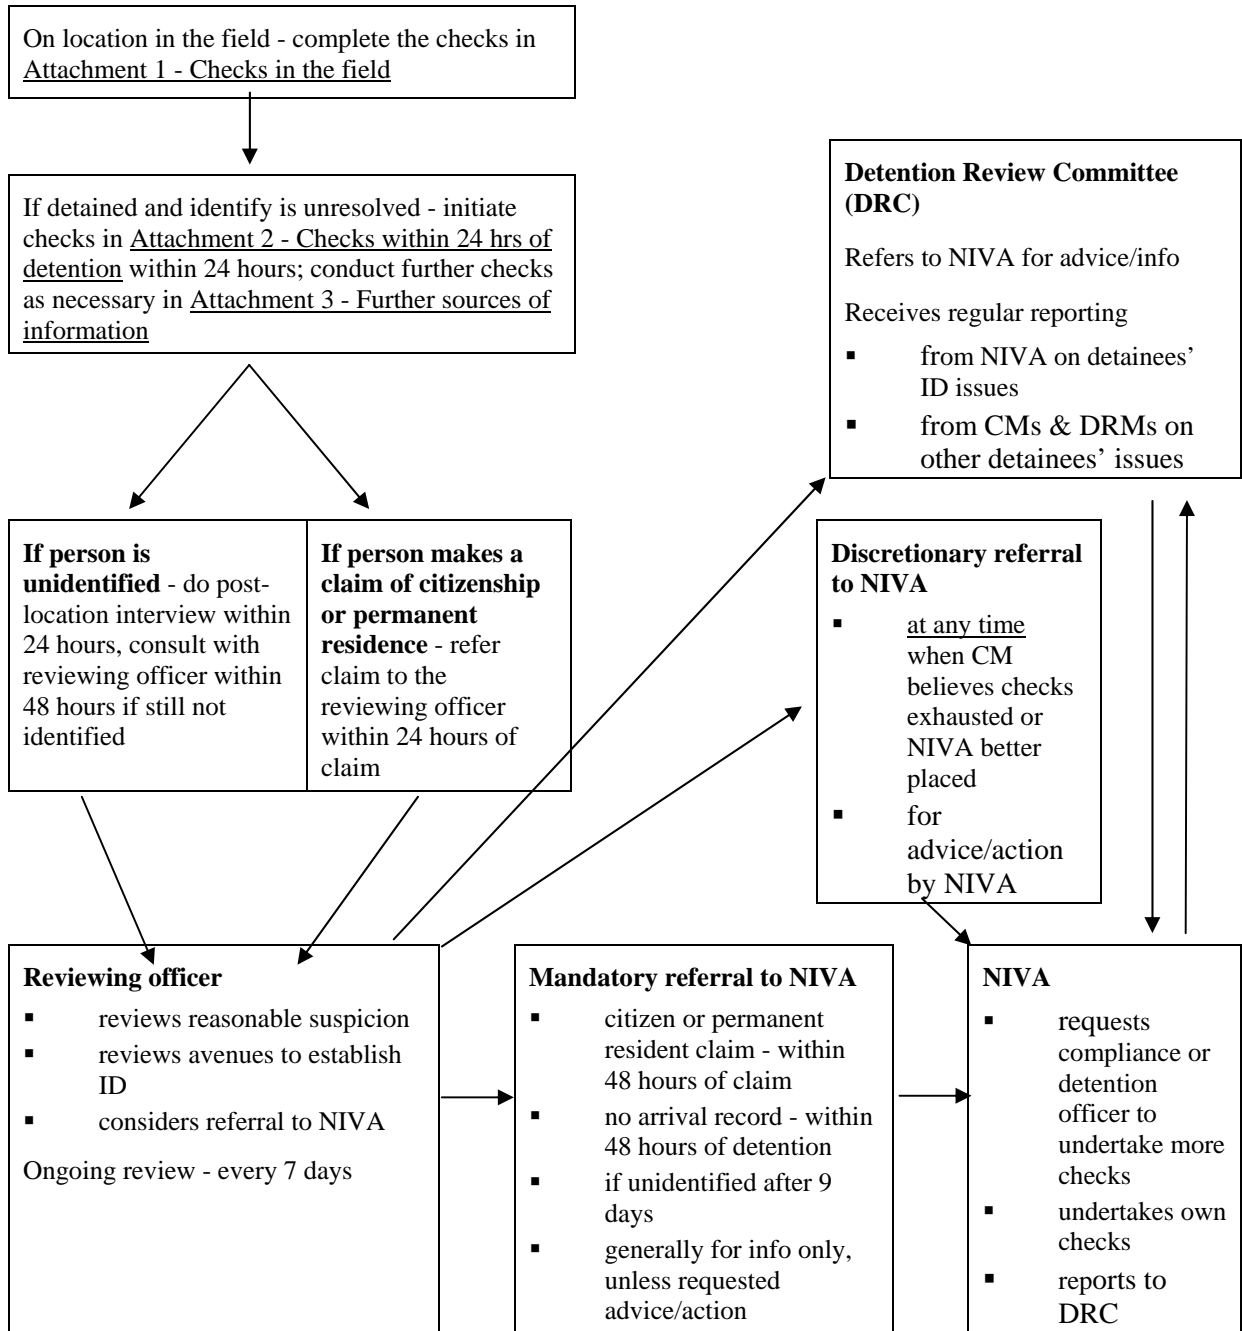 On location in the field - complete the checks in
Attachment 1 - Checks in the field
If detained and identify is unresolved - initiate
checks in Attachment 2 - Checks within 24 hrs of
detention within 24 hours; conduct further checks
as necessary in Attachment 3 - Further sources of
information
Detention Review Committee
(DRC)
Refers to NIVA for advice/info
Receives regular reporting
▪ from NIVA on detainees’
ID issues
▪ from CMs & DRMs on
other detainees’ issues
If person is
unidentified - do post-
location interview within
24 hours, consult with
reviewing officer within
48 hours if still not
identified
If person makes a
claim of citizenship
or permanent
residence - refer
claim to the
reviewing officer
within 24 hours of
claim
Discretionary referral
to NIVA
▪ at any time
when CM
believes checks
exhausted or
NIVA better
placed
▪ for
advice/action
by NIVA
Reviewing officer
▪ reviews reasonable suspicion
▪ reviews avenues to establish
ID
▪ considers referral to NIVA
Ongoing review - every 7 days
Mandatory referral to NIVA
▪ citizen or permanent
resident claim - within
48 hours of claim
▪ no arrival record - within
48 hours of detention
▪ if unidentified after 9
days
▪ generally for info only,
unless requested
advice/action
NIVA
▪ requests
compliance or
detention
officer to
undertake more
checks
▪ undertakes own
checks
▪ reports to
DRC